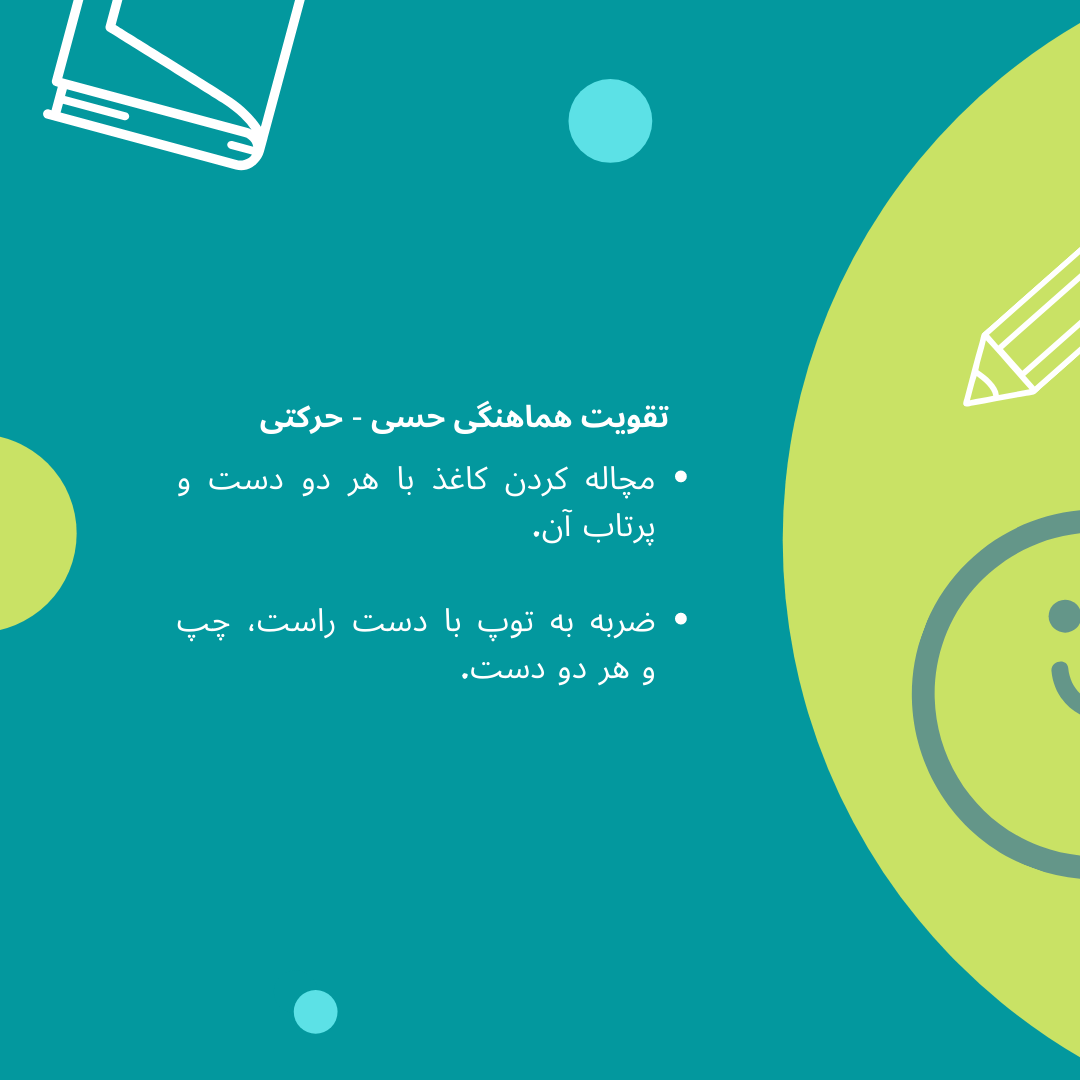 تقویت هماهنگی حسی - حرکتی
• مچاله کردن کاغذ با هر دو دست و
پرتاب آن.
• ضربه به توپ با دست راست، چپ
و هر دو دست.